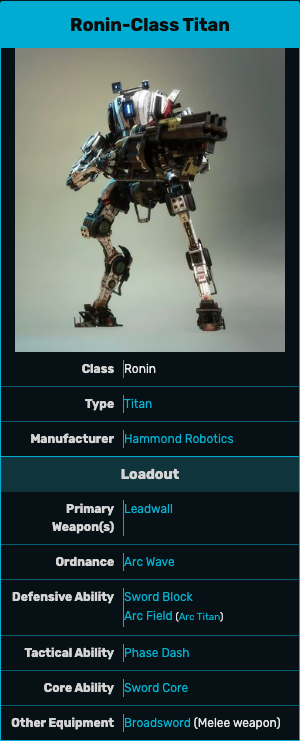 Ronin-Class Titan
Class Ronin
Type Titan
Manufacturer Hammond Robotics
Loadout
Primary Weapon(s) Leadwall
Ordnance Arc Wave
Defensive Ability Sword Block
Arc Field (Arc Titan)
Tactical Ability Phase Dash
Core Ability Sword Core
Other Equipment Broadsword (Melee weapon)